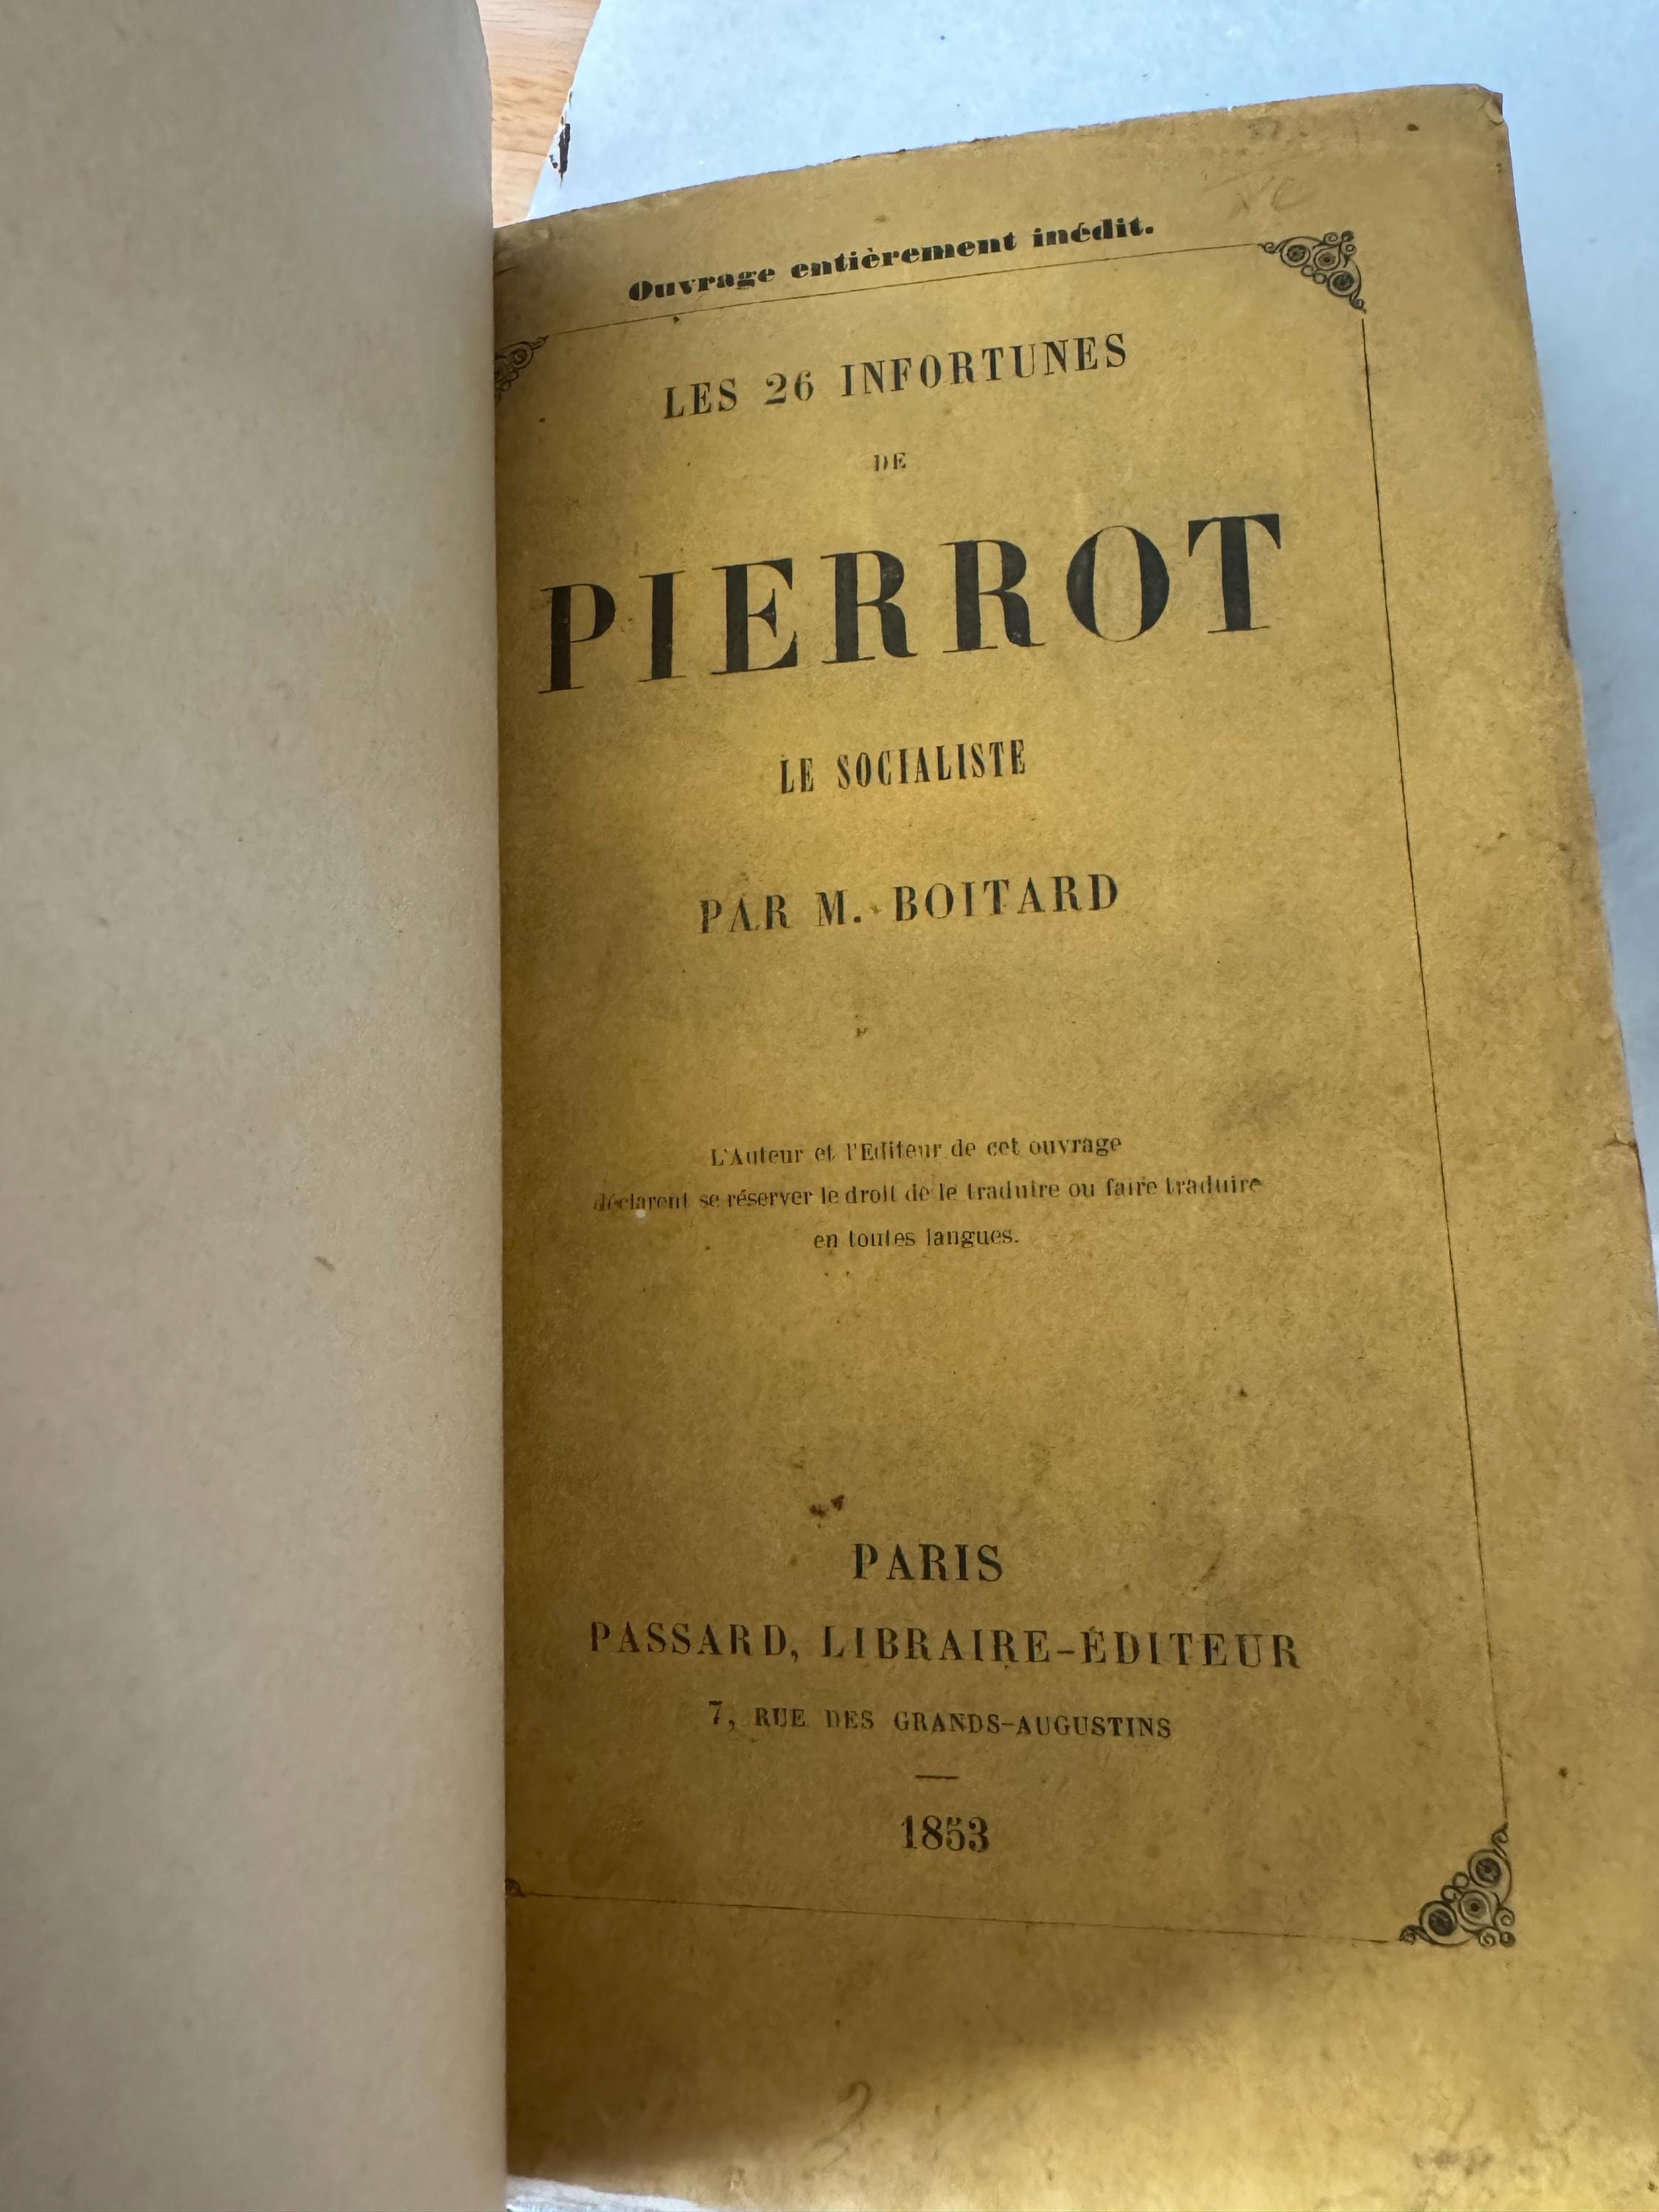 Ouvrage entièrement inédit.
LES 26 INFORTUNES
DE
PIERROT
LE SOCIALISTE
PAR M. BOITARD
L'Auteur et l'Editeur de cet ouvrage
déclarent se réserver le droit de le traduire ou faire traduire
en toutes langues.
PARIS
PASSARD, LIBRAIRE-ÉDITEUR
7, RUE DES GRANDS-AUGUSTINS
1853
2